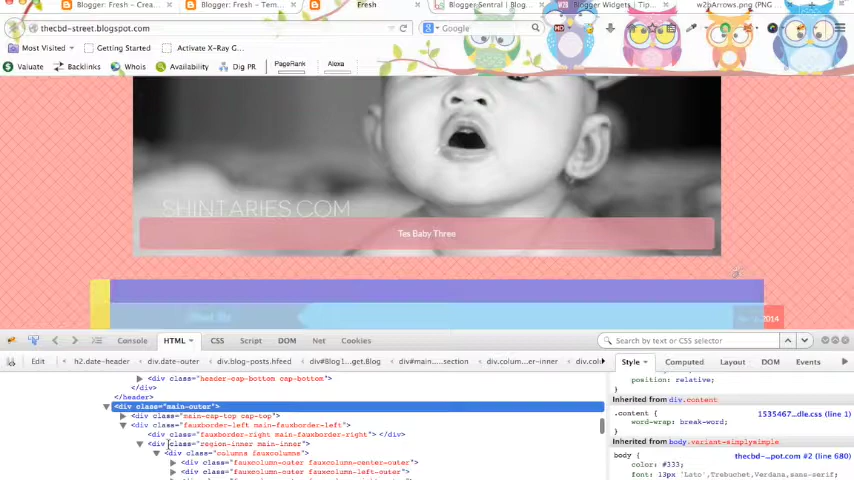 Blogger: Fresh – Crea... Blogger: Fresh – Temp... Fresh Blogger Sentral | Blog... Blogger Widgets | Tip... w2bArrows.png (PNG ...
thecbd-street.blogspot.com Google
Most Visited Getting Started Activate X-Ray G...
Valuate Backlinks Whois Availability Dig PR PageRank Alexa
SHINTARIES.COM
Tes Baby Three
2014
Console HTML CSS Script DOM Net Cookies Search by text or CSS selector
Edit h2.date-header div.date-outer div.blog-posts.hfeed div#Blog1...get.Blog div#main....section div.colum...er-inner div#colu Style Computed Layout DOM Events
<div class="header-cap-bottom cap-bottom">
</div>
</header>
<div class="main-outer">
<div class="main-cap-top cap-top">
<div class="fauxborder-left main-fauxborder-left">
<div class="fauxborder-right main-fauxborder-right"> </div>
<div class="region-inner main-inner">
<div class="columns fauxcolumns">
<div class="fauxcolumn-outer fauxcolumn-center-outer">
<div class="fauxcolumn-outer fauxcolumn-left-outer">
position: relative;
}
Inherited from div.content
.content { 1535467...dle.css (line 1)
word-wrap: break-word;
}
Inherited from body.variant-simplysimple
body { thecbd-...pot.com #2 (line 680)
color: #333;
font: 13px 'Lato',Trebuchet,Verdana,sans-serif;